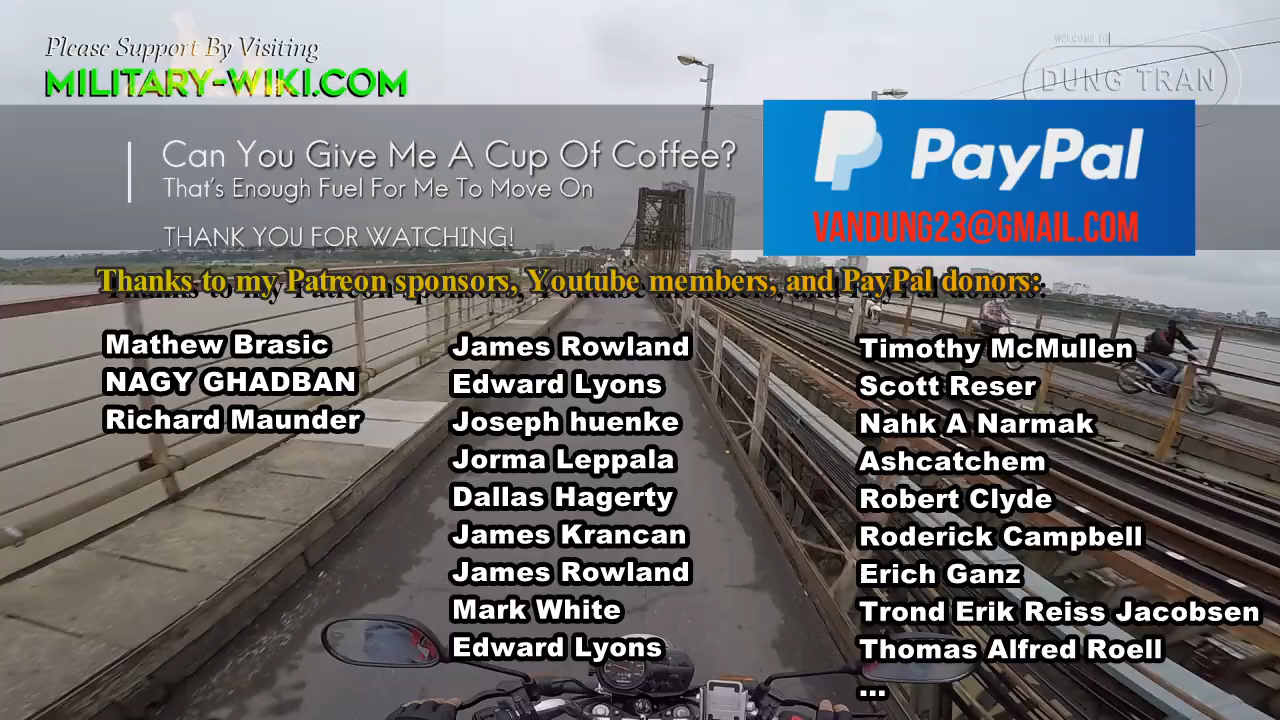 Please Support By Visiting
MILITARY-WIKI.COM
WELCOME TO
DUNG TRAN
Can You Give Me A Cup Of Coffee?
That's Enough Fuel For Me To Move On
THANK YOU FOR WATCHING!
PayPal
VANDUNG23@GMAIL.COM
Thanks to my Patreon sponsors, Youtube members, and PayPal donors:
Mathew Brasic
NAGY GHADBAN
Richard Maunder
James Rowland
Edward Lyons
Joseph huenke
Jorma Leppala
Dallas Hagerty
James Krancan
James Rowland
Mark White
Edward Lyons
Timothy McMullen
Scott Reser
Nahk A Narmak
Ashcatchem
Robert Clyde
Roderick Campbell
Erich Ganz
Trond Erik Reiss Jacobsen
Thomas Alfred Roell
...